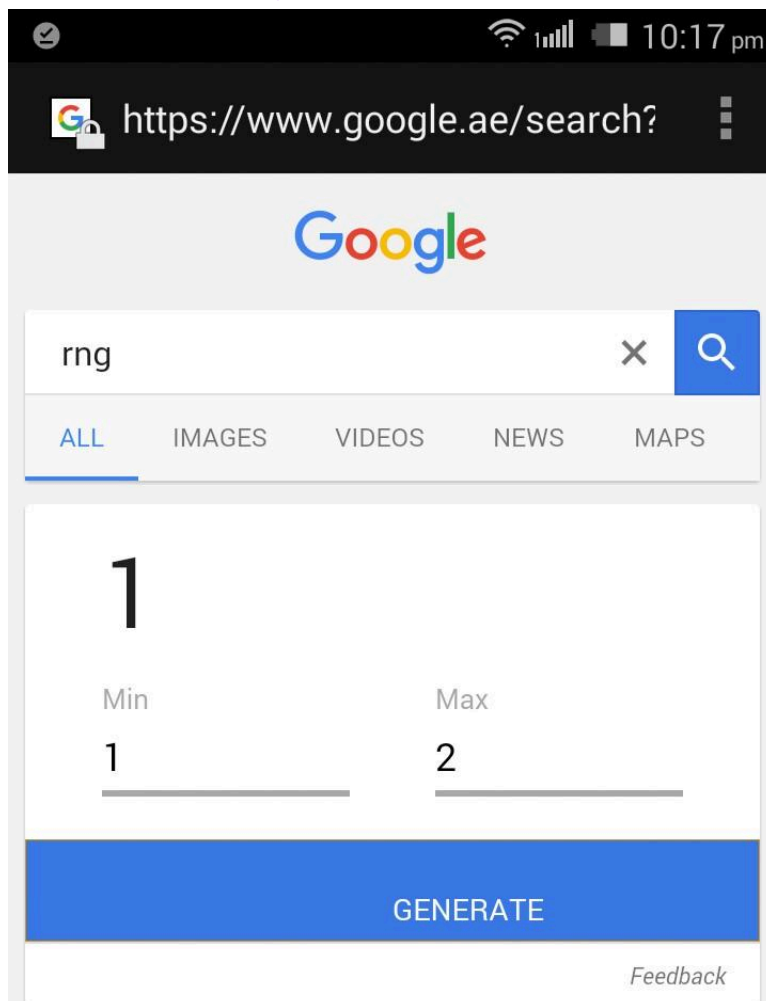 1 10:17 pm
https://www.google.ae/search?
Google
rng
ALL IMAGES VIDEOS NEWS MAPS
1
Min Max
1 2
GENERATE
Feedback